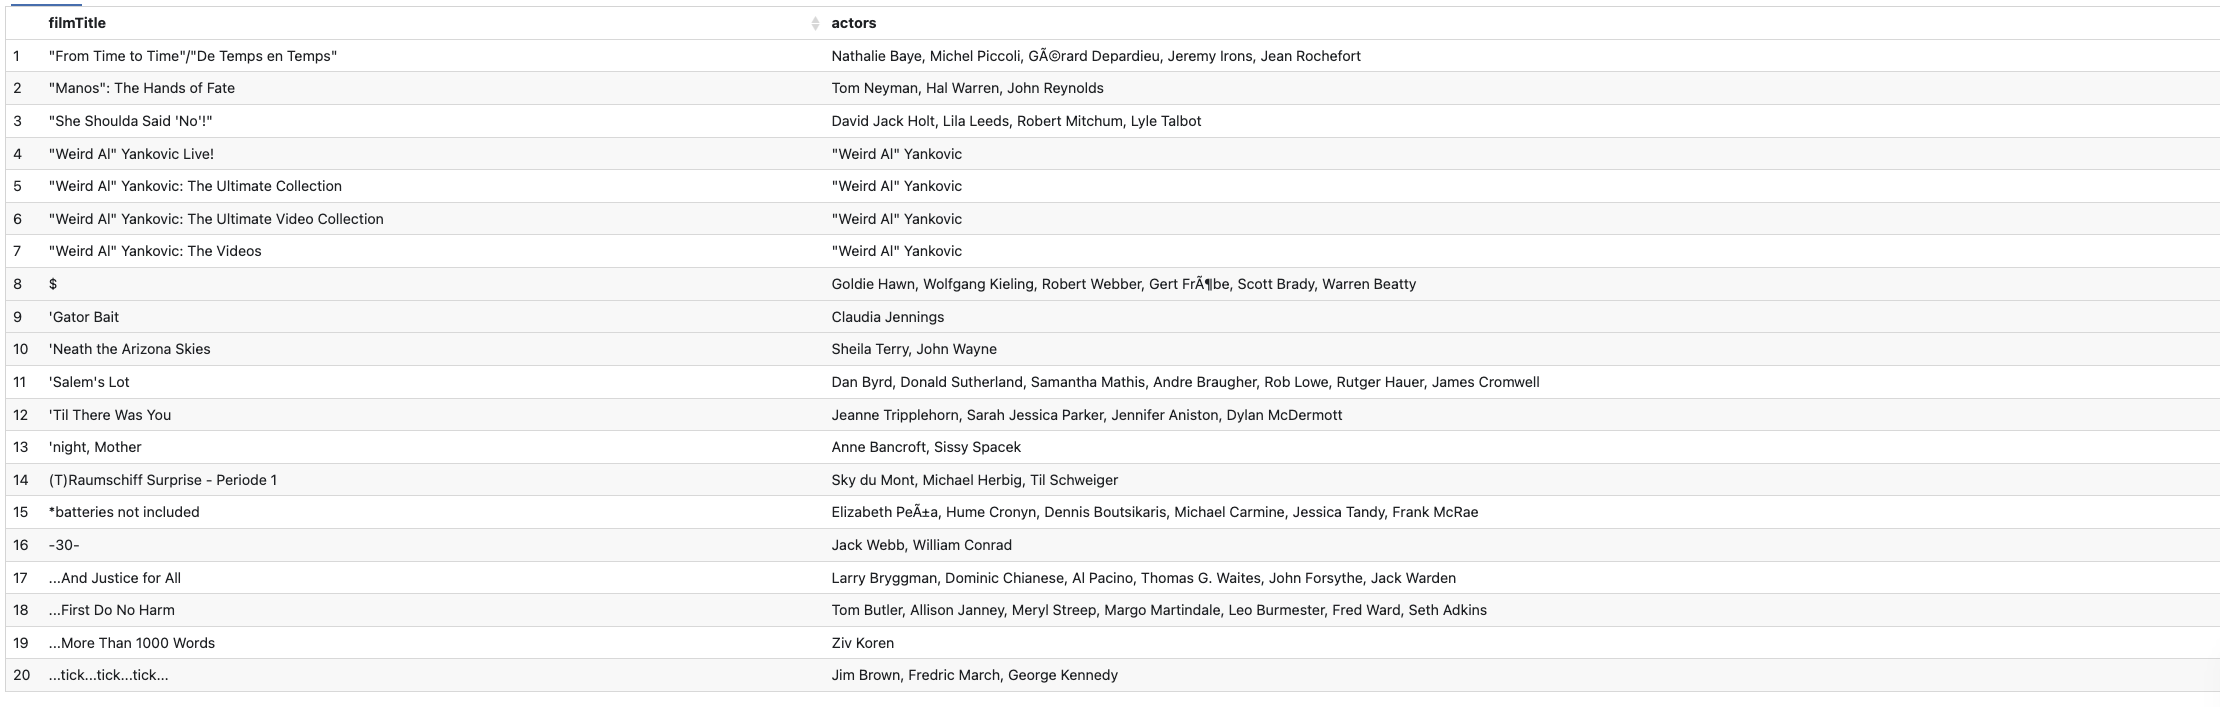 filmTitle actors
1 "From Time to Time"/"De Temps en Temps" Nathalie Baye, Michel Piccoli, GÃ©rard Depardieu, Jeremy Irons, Jean Rochefort
2 "Manos": The Hands of Fate Tom Neyman, Hal Warren, John Reynolds
3 "She Shoulda Said 'No'!" David Jack Holt, Lila Leeds, Robert Mitchum, Lyle Talbot
4 "Weird Al" Yankovic Live! "Weird Al" Yankovic
5 "Weird Al" Yankovic: The Ultimate Collection "Weird Al" Yankovic
6 "Weird Al" Yankovic: The Ultimate Video Collection "Weird Al" Yankovic
7 "Weird Al" Yankovic: The Videos "Weird Al" Yankovic
8 $ Goldie Hawn, Wolfgang Kieling, Robert Webber, Gert FrÃ¶be, Scott Brady, Warren Beatty
9 'Gator Bait Claudia Jennings
10 'Neath the Arizona Skies Sheila Terry, John Wayne
11 'Salem's Lot Dan Byrd, Donald Sutherland, Samantha Mathis, Andre Braugher, Rob Lowe, Rutger Hauer, James Cromwell
12 'Til There Was You Jeanne Tripplehorn, Sarah Jessica Parker, Jennifer Aniston, Dylan McDermott
13 'night, Mother Anne Bancroft, Sissy Spacek
14 (T)Raumschiff Surprise - Periode 1 Sky du Mont, Michael Herbig, Til Schweiger
15 *batteries not included Elizabeth PeÃ±a, Hume Cronyn, Dennis Boutsikaris, Michael Carmine, Jessica Tandy, Frank McRae
16 -30- Jack Webb, William Conrad
17 ...And Justice for All Larry Bryggman, Dominic Chianese, Al Pacino, Thomas G. Waites, John Forsythe, Jack Warden
18 ...First Do No Harm Tom Butler, Allison Janney, Meryl Streep, Margo Martindale, Leo Burmester, Fred Ward, Seth Adkins
19 ...More Than 1000 Words Ziv Koren
20 ...tick...tick...tick... Jim Brown, Fredric March, George Kennedy